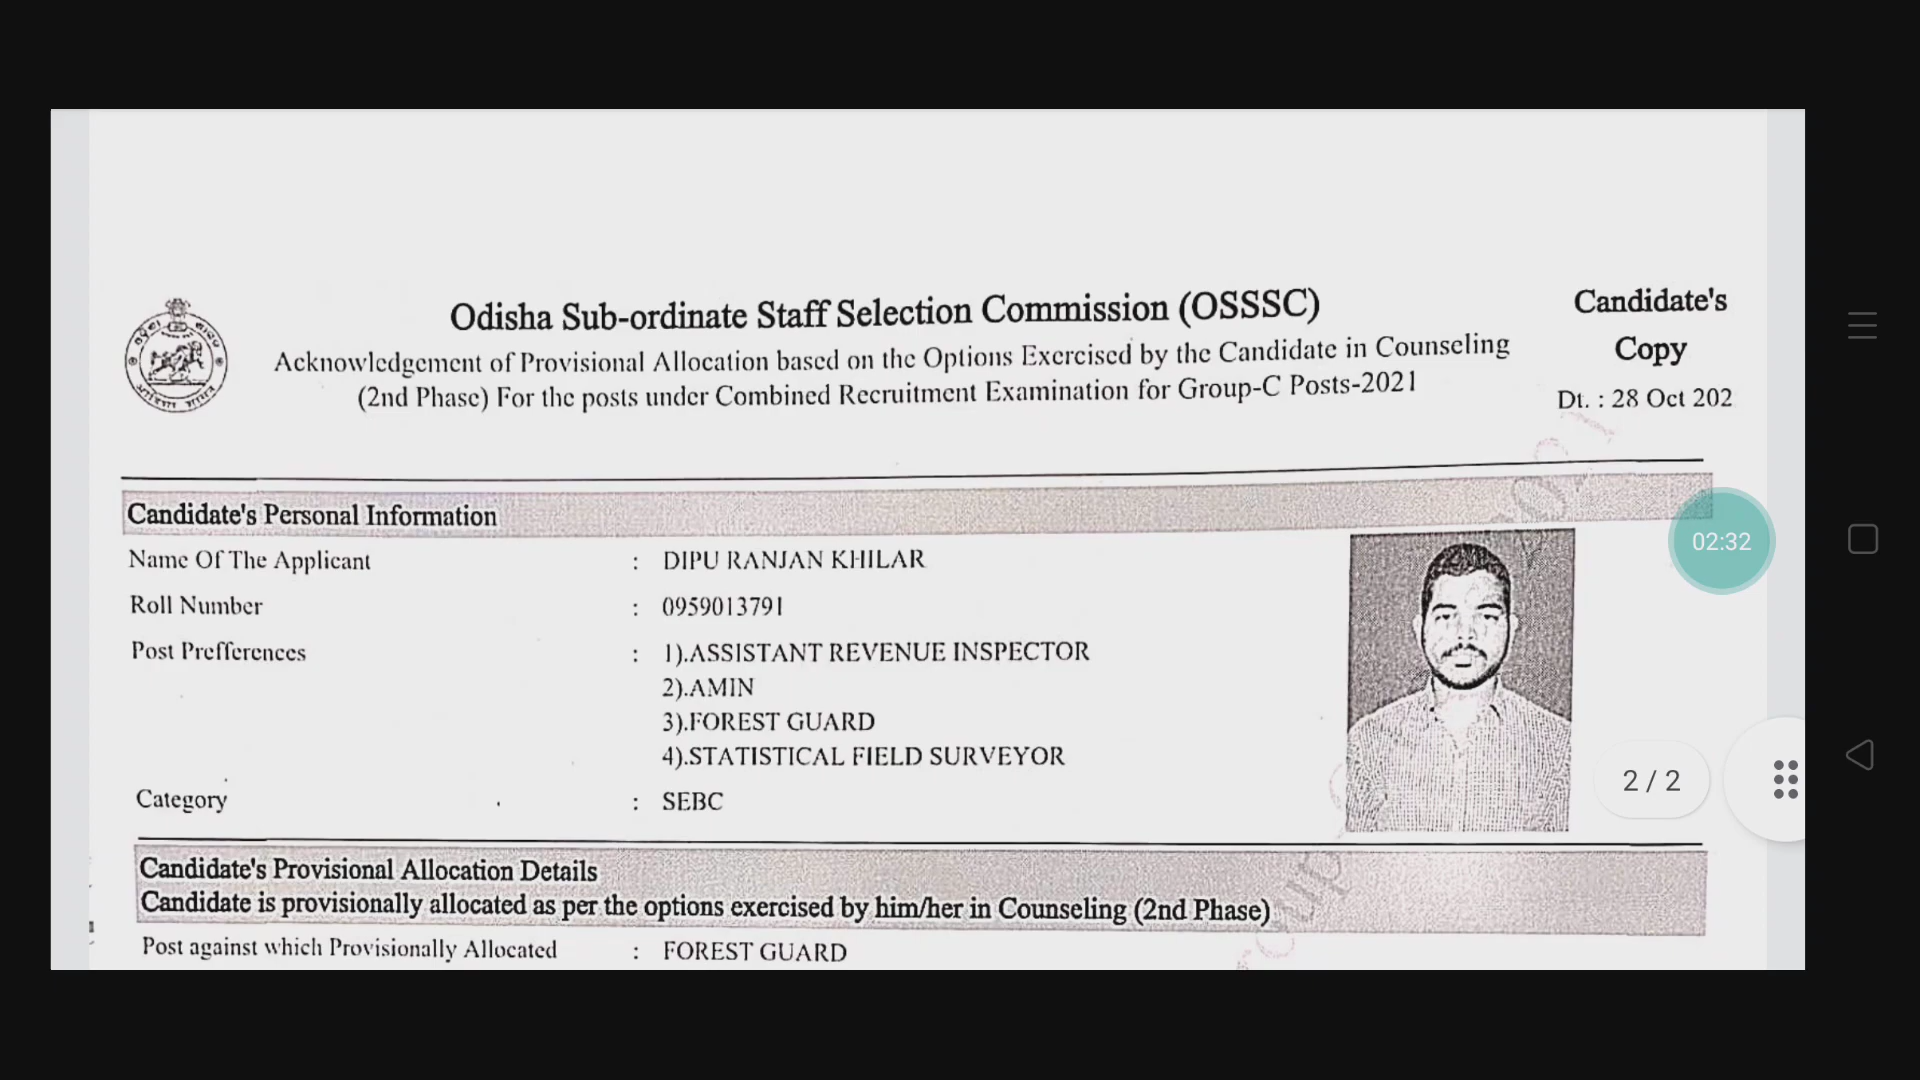 Odisha Sub-ordinate Staff Selection Commission (OSSSC)
Acknowledgement of Provisional Allocation based on the Options Exercised by the Candidate in Counseling
(2nd Phase) For the posts under Combined Recruitment Examination for Group-C Posts-2021
Candidate's
Copy
Dt. : 28 Oct 202
Candidate's Personal Information
Name Of The Applicant : DIPU RANJAN KHILAR
Roll Number : 0959013791
Post Prefferences : 1).ASSISTANT REVENUE INSPECTOR
2).AMIN
3).FOREST GUARD
4).STATISTICAL FIELD SURVEYOR
Category : SEBC
02:32
2 / 2
Candidate's Provisional Allocation Details
Candidate is provisionally allocated as per the options exercised by him/her in Counseling (2nd Phase)
Post against which Provisionally Allocated : FOREST GUARD